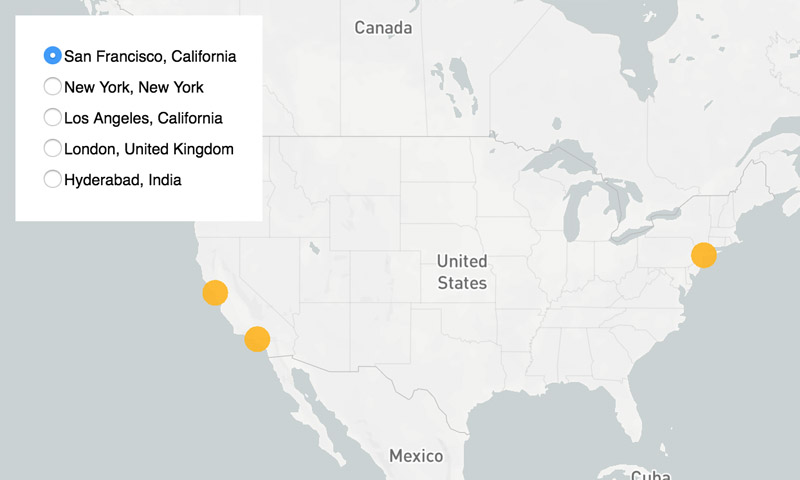 Canada
San Francisco, California
New York, New York
Los Angeles, California
London, United Kingdom
Hyderabad, India
United
States
Mexico
Cuba